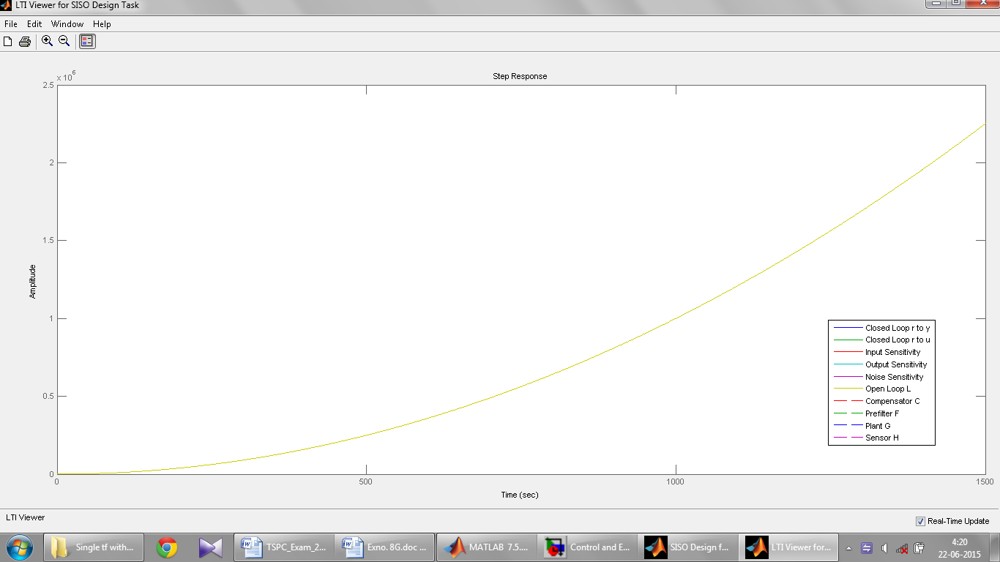 LTI Viewer for SISO Design Task
File Edit Window Help
x 10^6
Step Response
2.5
2
1.5
1
0.5
0
Amplitude
0 500 1000 1500
Time (sec)
Closed Loop r to y
Closed Loop r to u
Input Sensitivity
Output Sensitivity
Noise Sensitivity
Open Loop L
Compensator C
Prefilter F
Plant G
Sensor H
LTI Viewer
Real-Time Update
Single tf with... TSPC_Exam_2... Exno. 8G.doc ... MATLAB 7.5.... Control and E... SISO Design f... LTI Viewer for...
4:20
22-06-2015